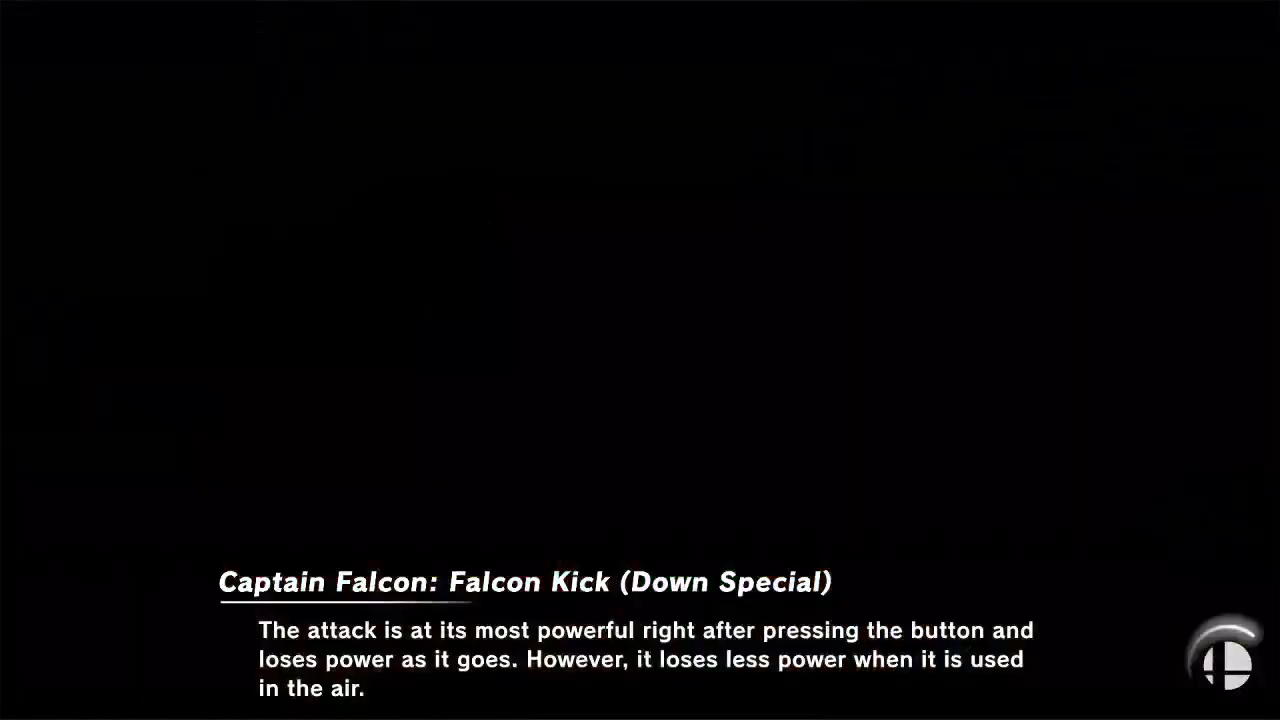 Captain Falcon: Falcon Kick (Down Special)
The attack is at its most powerful right after pressing the button and
loses power as it goes. However, it loses less power when it is used
in the air.